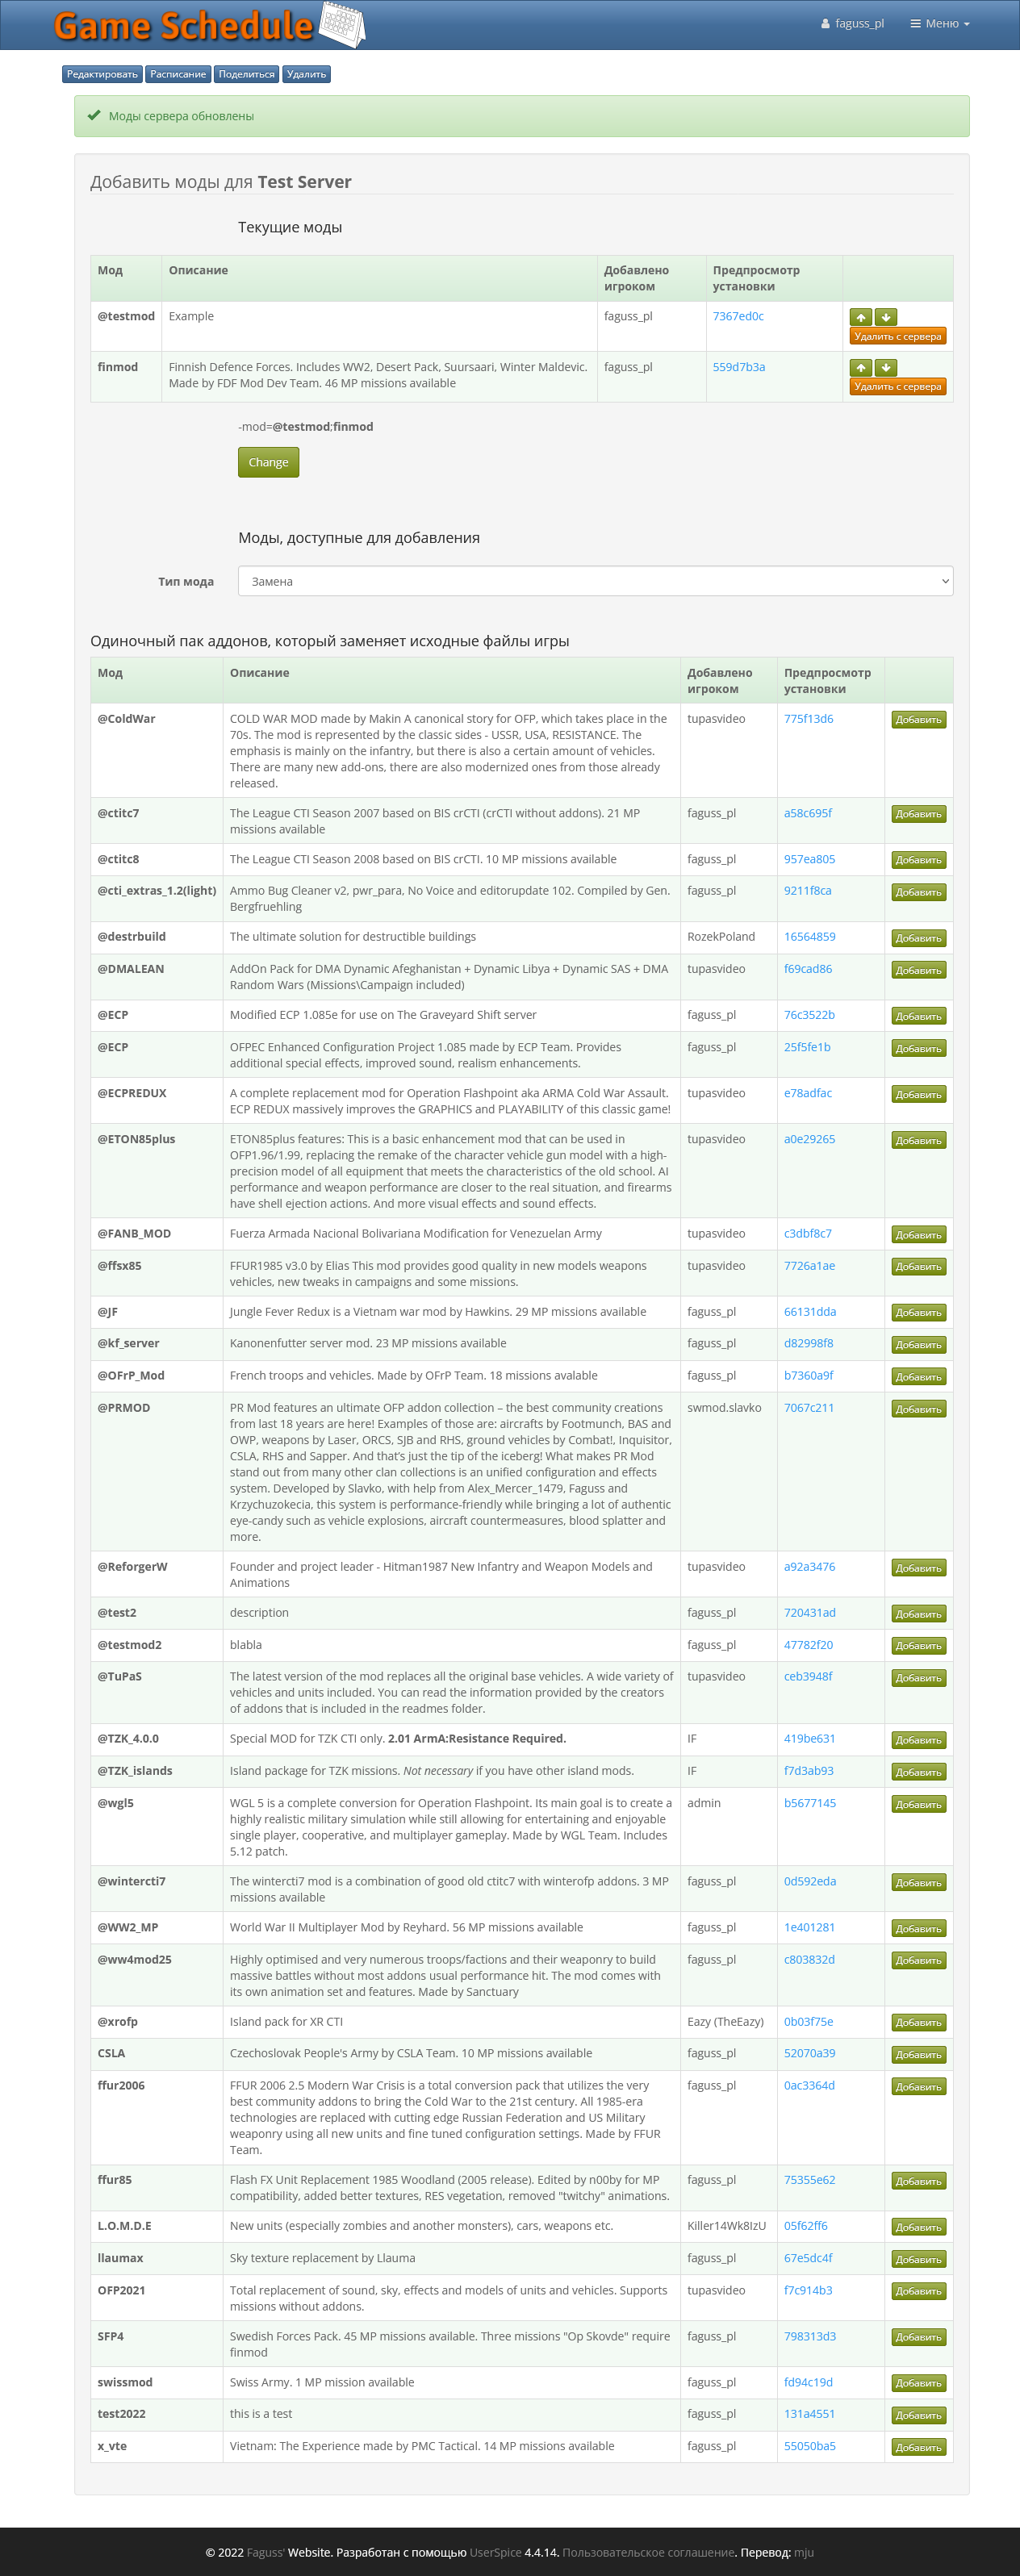 Game Schedule
faguss_pl
Меню
Редактировать
Расписание
Поделиться
Удалить
Моды сервера обновлены
Добавить моды для Test Server
Текущие моды
Мод Описание Добавлено игроком Предпросмотр установки
@testmod Example faguss_pl 7367ed0c
Удалить с сервера
finmod Finnish Defence Forces. Includes WW2, Desert Pack, Suursaari, Winter Maldevic. faguss_pl 559d7b3a
Made by FDF Mod Dev Team. 46 MP missions available
Удалить с сервера
-mod=@testmod;finmod
Change
Моды, доступные для добавления
Тип мода Замена
Одиночный пак аддонов, который заменяет исходные файлы игры
Мод Описание Добавлено игроком Предпросмотр установки
@ColdWar COLD WAR MOD made by Makin A canonical story for OFP, which takes place in the tupasvideo 775f13d6 Добавить
70s. The mod is represented by the classic sides - USSR, USA, RESISTANCE. The
emphasis is mainly on the infantry, but there is also a certain amount of vehicles.
There are many new add-ons, there are also modernized ones from those already
released.
@ctitc7 The League CTI Season 2007 based on BIS crCTI (crCTI without addons). 21 MP faguss_pl a58c695f Добавить
missions available
@ctitc8 The League CTI Season 2008 based on BIS crCTI. 10 MP missions available faguss_pl 957ea805 Добавить
@cti_extras_1.2(light) Ammo Bug Cleaner v2, pwr_para, No Voice and editorupdate 102. Compiled by Gen. faguss_pl 9211f8ca Добавить
Bergfruehling
@destrbuild The ultimate solution for destructible buildings RozekPoland 16564859 Добавить
@DMALEAN AddOn Pack for DMA Dynamic Afeghanistan + Dynamic Libya + Dynamic SAS + DMA tupasvideo f69cad86 Добавить
Random Wars (Missions\Campaign included)
@ECP Modified ECP 1.085e for use on The Graveyard Shift server faguss_pl 76c3522b Добавить
@ECP OFPEC Enhanced Configuration Project 1.085 made by ECP Team. Provides faguss_pl 25f5fe1b Добавить
additional special effects, improved sound, realism enhancements.
@ECPREDUX A complete replacement mod for Operation Flashpoint aka ARMA Cold War Assault. tupasvideo e78adfac Добавить
ECP REDUX massively improves the GRAPHICS and PLAYABILITY of this classic game!
@ETON85plus ETON85plus features: This is a basic enhancement mod that can be used in tupasvideo a0e29265 Добавить
OFP1.96/1.99, replacing the remake of the character vehicle gun model with a high-
precision model of all equipment that meets the characteristics of the old school. AI
performance and weapon performance are closer to the real situation, and firearms
have shell ejection actions. And more visual effects and sound effects.
@FANB_MOD Fuerza Armada Nacional Bolivariana Modification for Venezuelan Army tupasvideo c3dbf8c7 Добавить
@ffsx85 FFUR1985 v3.0 by Elias This mod provides good quality in new models weapons tupasvideo 7726a1ae Добавить
vehicles, new tweaks in campaigns and some missions.
@JF Jungle Fever Redux is a Vietnam war mod by Hawkins. 29 MP missions available faguss_pl 66131dda Добавить
@kf_server Kanonenfutter server mod. 23 MP missions available faguss_pl d82998f8 Добавить
@OFrP_Mod French troops and vehicles. Made by OFrP Team. 18 missions avalable faguss_pl b7360a9f Добавить
@PRMOD PR Mod features an ultimate OFP addon collection – the best community creations swmod.slavko 7067c211 Добавить
from last 18 years are here! Examples of those are: aircrafts by Footmunch, BAS and
OWP, weapons by Laser, ORCS, SJB and RHS, ground vehicles by Combat!, Inquisitor,
CSLA, RHS and Sapper. And that's just the tip of the iceberg! What makes PR Mod
stand out from many other clan collections is an unified configuration and effects
system. Developed by Slavko, with help from Alex_Mercer_1479, Faguss and
Krzychuzokecia, this system is performance-friendly while bringing a lot of authentic
eye-candy such as vehicle explosions, aircraft countermeasures, blood splatter and
more.
@ReforgerW Founder and project leader - Hitman1987 New Infantry and Weapon Models and tupasvideo a92a3476 Добавить
Animations
@test2 description faguss_pl 720431ad Добавить
@testmod2 blabla faguss_pl 47782f20 Добавить
@TuPaS The latest version of the mod replaces all the original base vehicles. A wide variety of tupasvideo ceb3948f Добавить
vehicles and units included. You can read the information provided by the creators
of addons that is included in the readmes folder.
@TZK_4.0.0 Special MOD for TZK CTI only. 2.01 ArmA:Resistance Required. IF 419be631 Добавить
@TZK_islands Island package for TZK missions. Not necessary if you have other island mods. IF f7d3ab93 Добавить
@wgl5 WGL 5 is a complete conversion for Operation Flashpoint. Its main goal is to create a admin b5677145 Добавить
highly realistic military simulation while still allowing for entertaining and enjoyable
single player, cooperative, and multiplayer gameplay. Made by WGL Team. Includes
5.12 patch.
@wintercti7 The wintercti7 mod is a combination of good old ctitc7 with winterofp addons. 3 MP faguss_pl 0d592eda Добавить
missions available
@WW2_MP World War II Multiplayer Mod by Reyhard. 56 MP missions available faguss_pl 1e401281 Добавить
@ww4mod25 Highly optimised and very numerous troops/factions and their weaponry to build faguss_pl c803832d Добавить
massive battles without most addons usual performance hit. The mod comes with
its own animation set and features. Made by Sanctuary
@xrofp Island pack for XR CTI Eazy (TheEazy) 0b03f75e Добавить
CSLA Czechoslovak People's Army by CSLA Team. 10 MP missions available faguss_pl 52070a39 Добавить
ffur2006 FFUR 2006 2.5 Modern War Crisis is a total conversion pack that utilizes the very faguss_pl 0ac3364d Добавить
best community addons to bring the Cold War to the 21st century. All 1985-era
technologies are replaced with cutting edge Russian Federation and US Military
weaponry using all new units and fine tuned configuration settings. Made by FFUR
Team.
ffur85 Flash FX Unit Replacement 1985 Woodland (2005 release). Edited by n00by for MP faguss_pl 75355e62 Добавить
compatibility, added better textures, RES vegetation, removed "twitchy" animations.
L.O.M.D.E New units (especially zombies and another monsters), cars, weapons etc. Killer14Wk8IzU 05f62ff6 Добавить
llaumax Sky texture replacement by Llauma faguss_pl 67e5dc4f Добавить
OFP2021 Total replacement of sound, sky, effects and models of units and vehicles. Supports tupasvideo f7c914b3 Добавить
missions without addons.
SFP4 Swedish Forces Pack. 45 MP missions available. Three missions "Op Skovde" require faguss_pl 798313d3 Добавить
finmod
swissmod Swiss Army. 1 MP mission available faguss_pl fd94c19d Добавить
test2022 this is a test faguss_pl 131a4551 Добавить
x_vte Vietnam: The Experience made by PMC Tactical. 14 MP missions available faguss_pl 55050ba5 Добавить
© 2022 Faguss' Website. Разработан с помощью UserSpice 4.4.14. Пользовательское соглашение. Перевод: mju